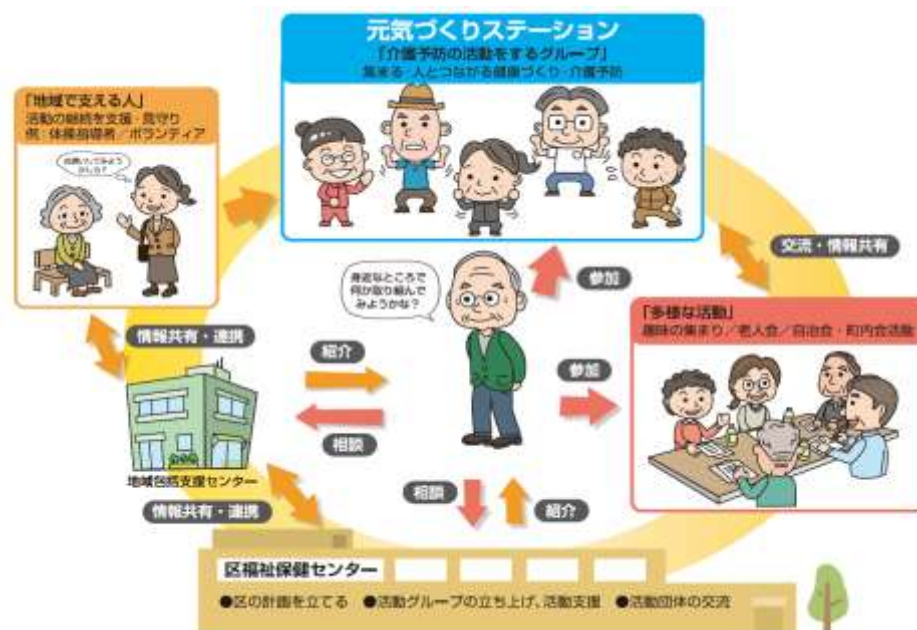 元気づくりステーション
「介護予防の活動をするグループ」
集まる・人とつながる健康づくり・介護予防
「地域で支える人」
活動の継続を支援・見守り
例:体操指導者/ボランティア
出掛けてみよう
かしら?
交流・情報共有
参加
身近なところで
何か取り組んで
みようかな?
「多様な活動」
趣味の集まり/老人会/自治会・町内会活動
情報共有・連携
紹介
参加
相談
地域包括支援センター
情報共有・連携
相談
紹介
区福祉保健センター
●区の計画を立てる ●活動グループの立ち上げ、活動支援 ●活動団体の交流